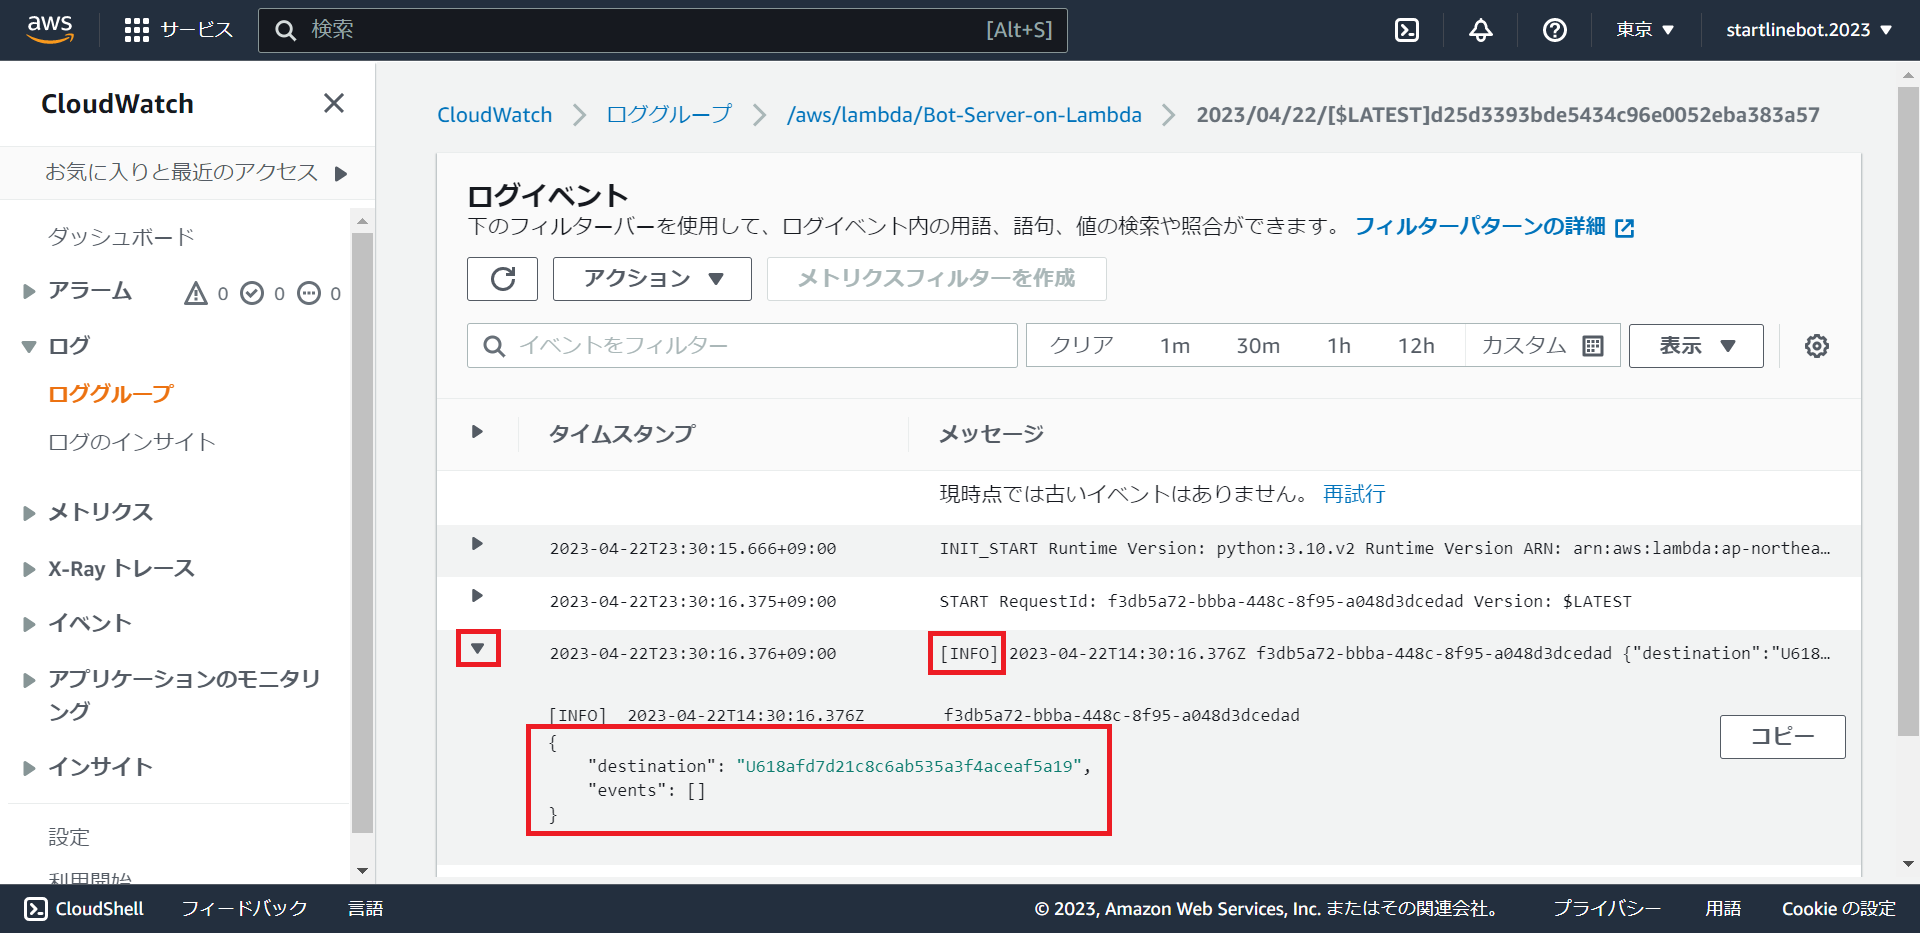 aws
サービス
検索
[Alt+S]
東京
startlinebot.2023
CloudWatch
お気に入りと最近のアクセス
ダッシュボード
アラーム 0 0 0
ログ
ロググループ
ログのインサイト
メトリクス
X-Ray トレース
イベント
アプリケーションのモニタリ
ング
インサイト
設定
利用開始
CloudWatch ロググループ /aws/lambda/Bot-Server-on-Lambda 2023/04/22/[$LATEST]d25d3393bde5434c96e0052eba383a57
ログイベント
下のフィルターバーを使用して、ログイベント内の用語、語句、値の検索や照合ができます。 フィルターパターンの詳細
アクション メトリクスフィルターを作成
イベントをフィルター クリア 1m 30m 1h 12h カスタム 表示
タイムスタンプ メッセージ
現時点では古いイベントはありません。 再試行
2023-04-22T23:30:15.666+09:00 INIT_START Runtime Version: python:3.10.v2 Runtime Version ARN: arn:aws:lambda:ap-northea…
2023-04-22T23:30:16.375+09:00 START RequestId: f3db5a72-bbba-448c-8f95-a048d3dcedad Version: $LATEST
2023-04-22T23:30:16.376+09:00 [INFO] 2023-04-22T14:30:16.376Z f3db5a72-bbba-448c-8f95-a048d3dcedad {"destination":"U618…
[INFO] 2023-04-22T14:30:16.376Z f3db5a72-bbba-448c-8f95-a048d3dcedad
{
"destination": "U618afd7d21c8c6ab535a3f4aceaf5a19",
"events": []
}
コピー
CloudShell フィードバック 言語 © 2023, Amazon Web Services, Inc. またはその関連会社。 プライバシー 用語 Cookie の設定